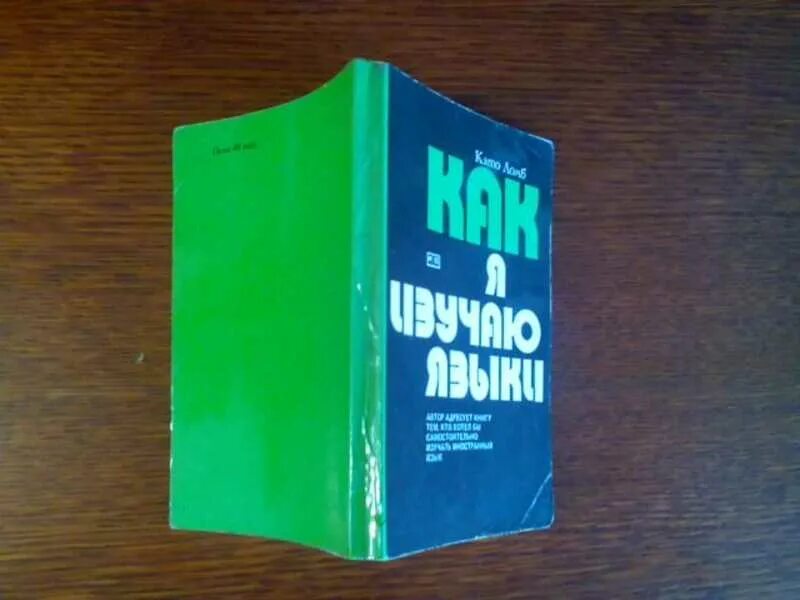 Като Ломб
КАК
Я
ИЗУЧАЮ
ЯЗЫКИ
АВТОР АДРЕСУЕТ КНИГУ
ТЕМ, КТО ХОТЕЛ БЫ
САМОСТОЯТЕЛЬНО
ИЗУЧАТЬ ИНОСТРАННЫЙ
ЯЗЫК